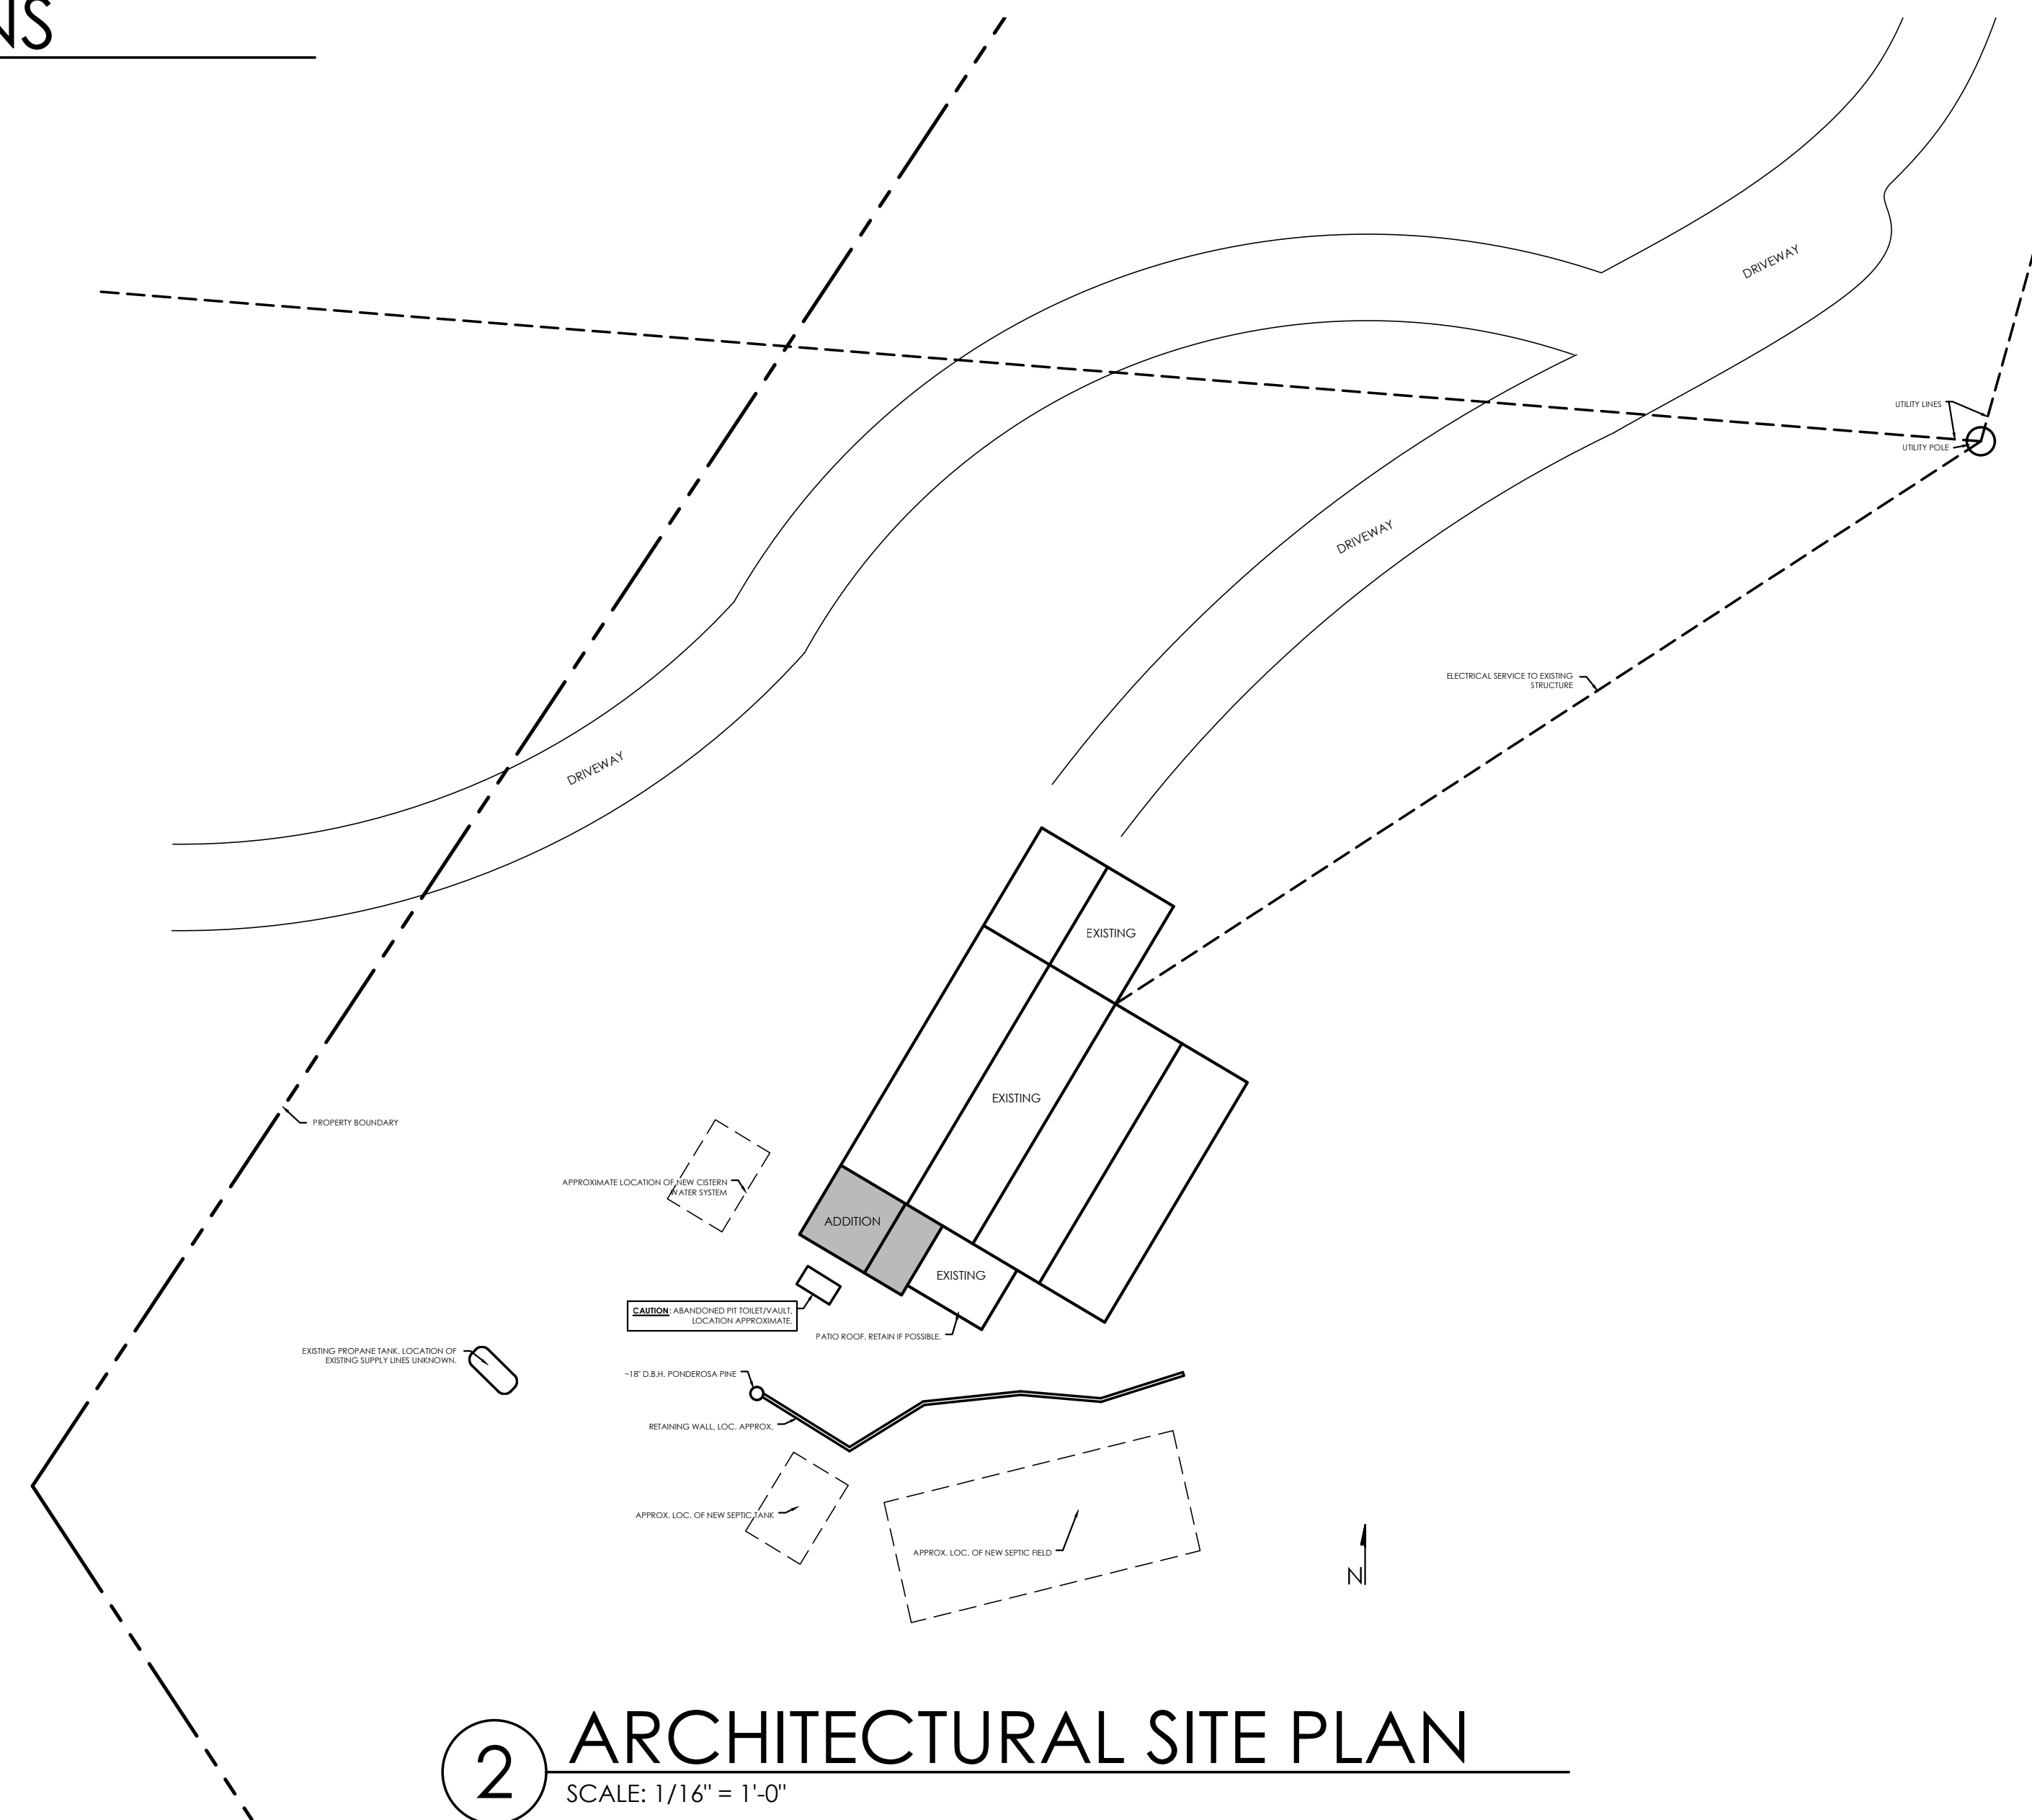 NS
DRIVEWAY
UTILITY LINES
UTILITY POLE
DRIVEWAY
ELECTRICAL SERVICE TO EXISTING
STRUCTURE
DRIVEWAY
EXISTING
EXISTING
PROPERTY BOUNDARY
APPROXIMATE LOCATION OF NEW CISTERN
WATER SYSTEM
ADDITION
EXISTING
CAUTION: ABANDONED PIT TOILET/VAULT,
LOCATION APPROXIMATE.
PATIO ROOF. RETAIN IF POSSIBLE.
EXISTING PROPANE TANK. LOCATION OF
EXISTING SUPPLY LINES UNKNOWN.
~18" D.B.H. PONDEROSA PINE
RETAINING WALL, LOC. APPROX.
APPROX. LOC. OF NEW SEPTIC TANK
APPROX. LOC. OF NEW SEPTIC FIELD
N
2
ARCHITECTURAL SITE PLAN
SCALE: 1/16" = 1'-0"